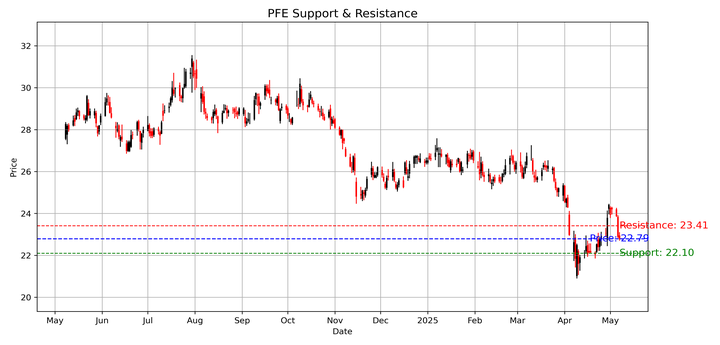 PFE Support & Resistance
Price
32
30
28
26
24
22
20
Resistance: 23.41
Price: 22.79
Support: 22.10
May Jun Jul Aug Sep Oct Nov Dec 2025 Feb Mar Apr May
Date